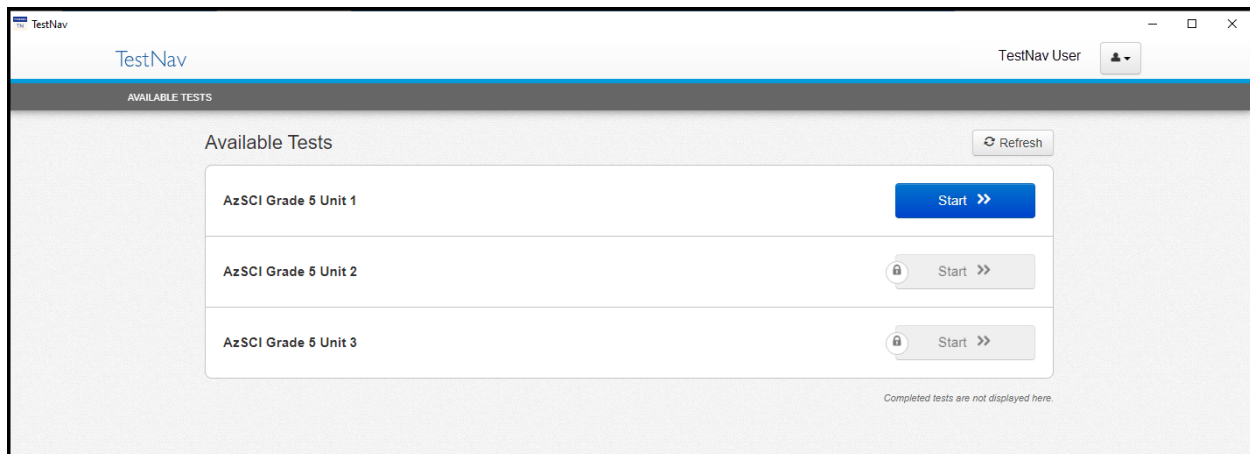 TestNav
TestNav
TestNav User
AVAILABLE TESTS
Available Tests
Refresh
AzSCI Grade 5 Unit 1
Start
AzSCI Grade 5 Unit 2
Start
AzSCI Grade 5 Unit 3
Start
Completed tests are not displayed here.